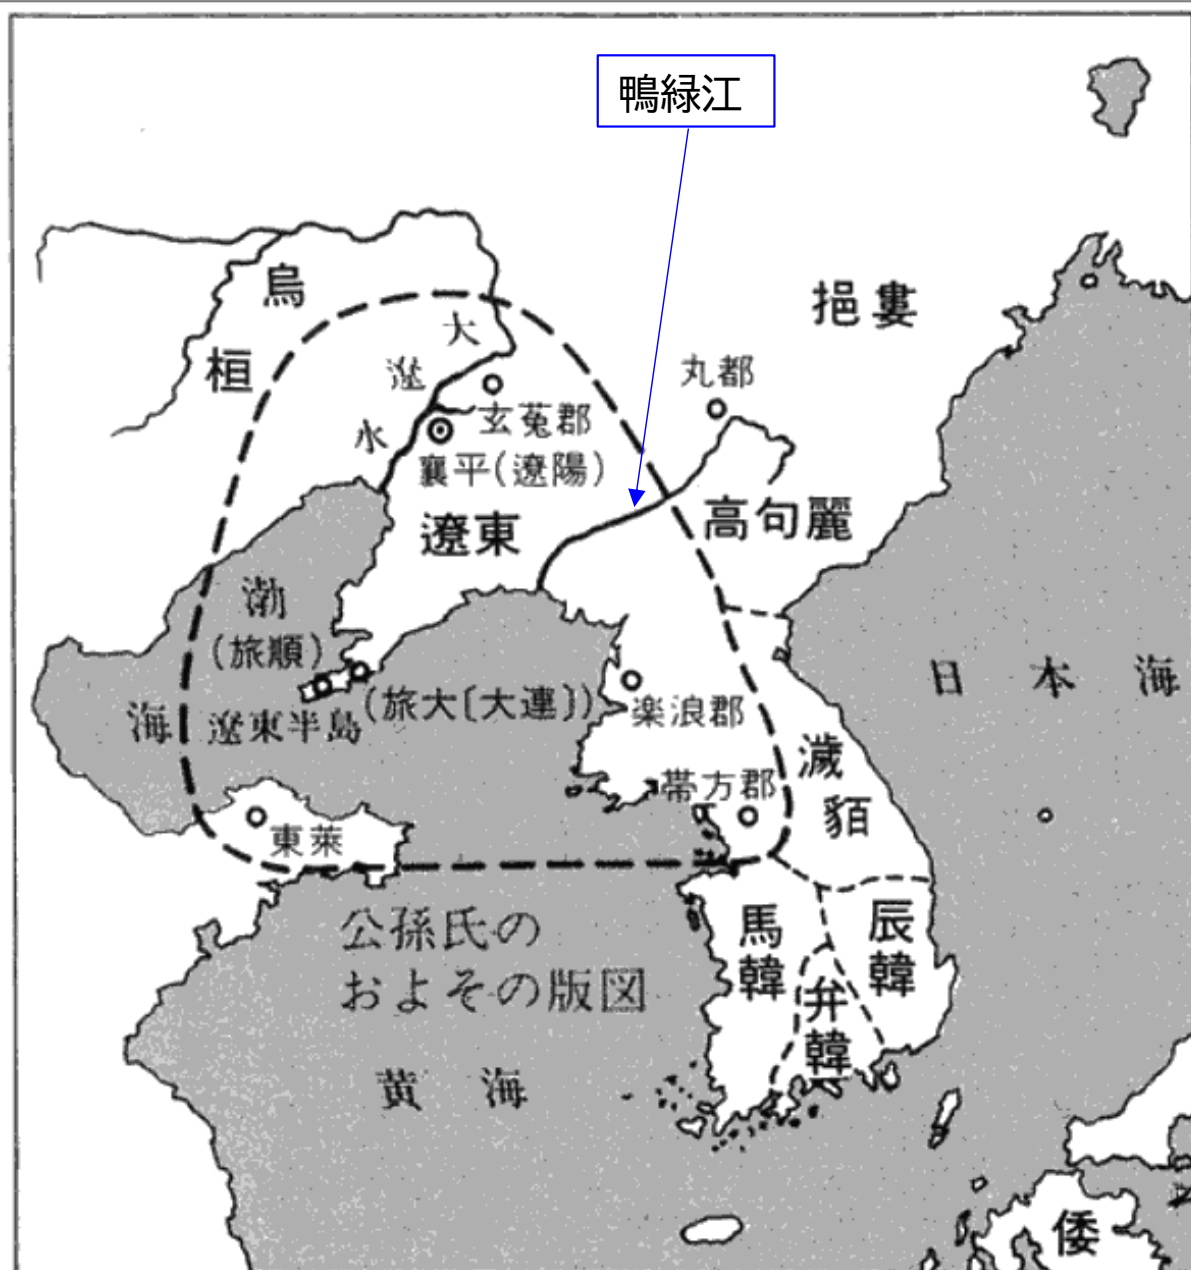 鴨緑江
挹婁
烏
桓
大
遼
水
丸都
玄菟郡
襄平(遼陽)
遼東
高句麗
渤
海
(旅順)
(旅大[大連])
遼東半島
楽浪郡
日本海
濊
貊
帯方郡
東萊
公孫氏の
およその版図
馬
韓
辰
韓
弁
韓
黄海
倭